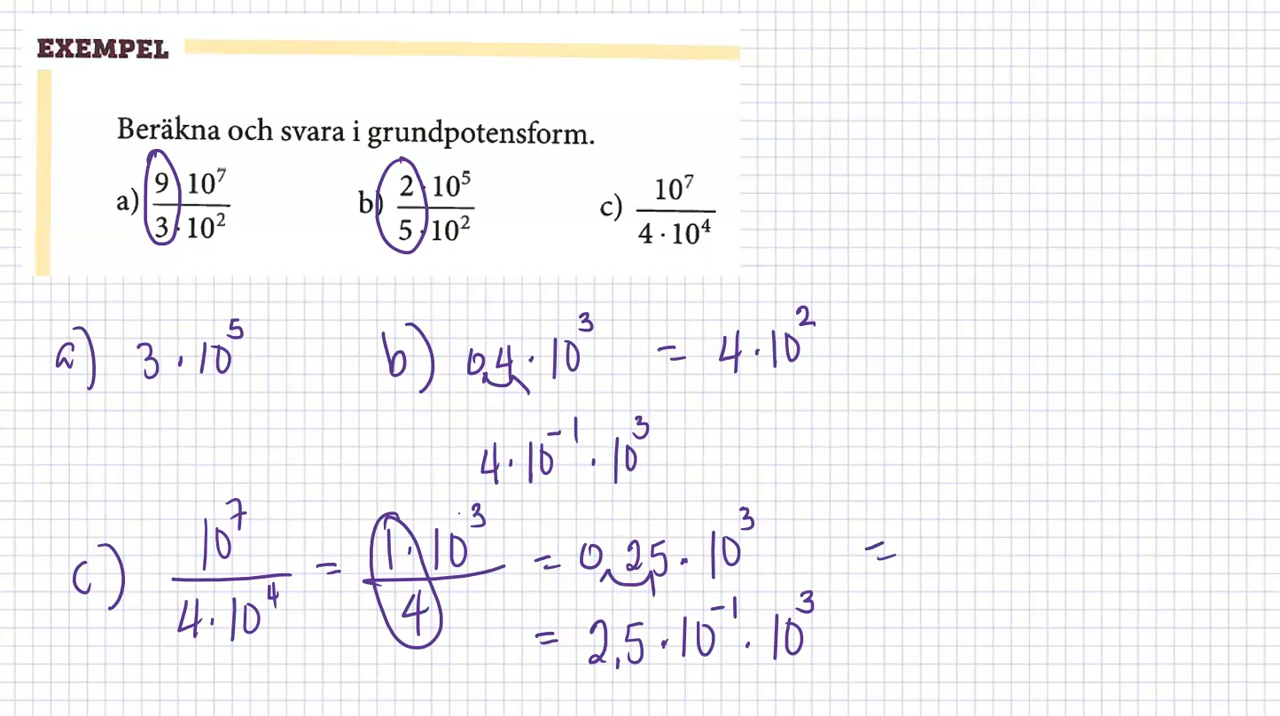 EXEMPEL
Beräkna och svara i grundpotensform.
a) 9 · 10⁷ / 3 · 10² b) 2 · 10⁵ / 5 · 10² c) 10⁷ / 4 · 10⁴
a) 3 · 10⁵ b) 0,4 · 10³ = 4 · 10²
4 · 10⁻¹ · 10³
c) 10⁷ / 4 · 10⁴ = 1 · 10³ / 4 = 0,25 · 10³ =
= 2,5 · 10⁻¹ · 10³